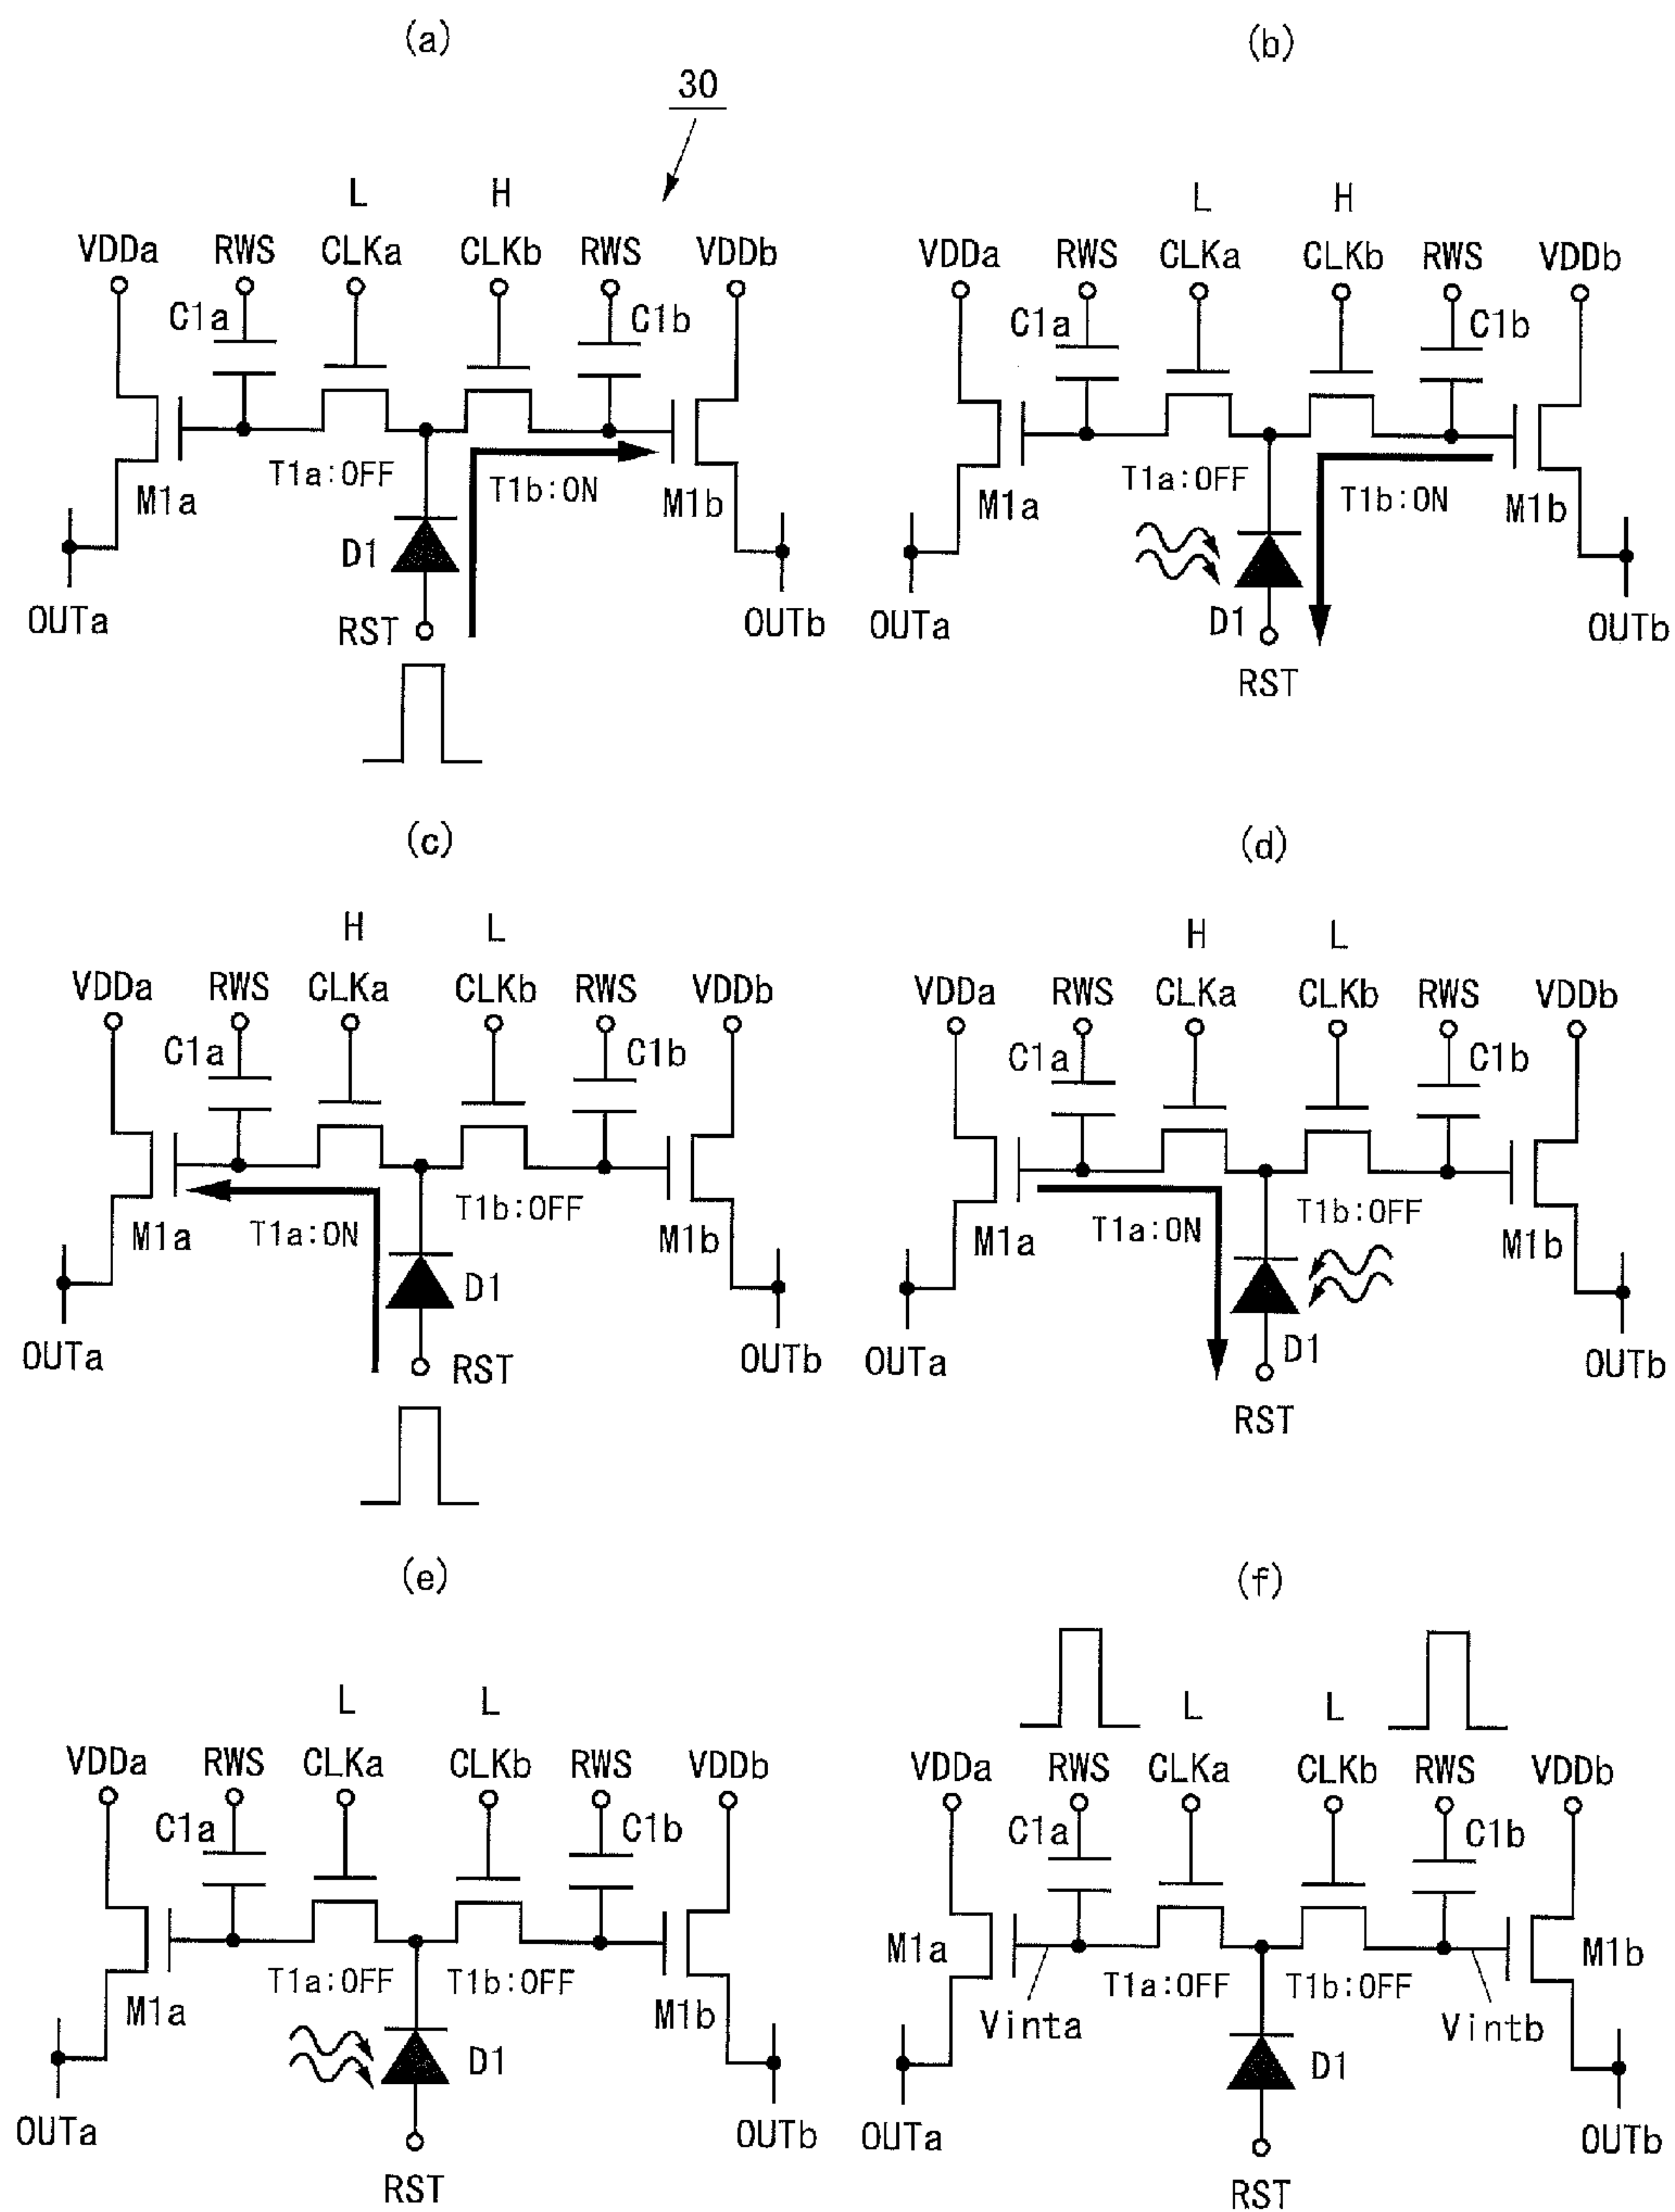 (a)
30
L H
VDDa RWS CLKa CLKb RWS VDDb
C1a C1b
T1a:OFF T1b:ON
M1a M1b
D1
OUTa RST OUTb
(b)
L H
VDDa RWS CLKa CLKb RWS VDDb
C1a C1b
T1a:OFF T1b:ON
M1a M1b
OUTa D1 OUTb
RST
(c)
H L
VDDa RWS CLKa CLKb RWS VDDb
C1a C1b
T1a:ON T1b:OFF
M1a M1b
D1
OUTa RST OUTb
(d)
H L
VDDa RWS CLKa CLKb RWS VDDb
C1a C1b
T1a:ON T1b:OFF
M1a M1b
OUTa D1 OUTb
RST
(e)
L L
VDDa RWS CLKa CLKb RWS VDDb
C1a C1b
T1a:OFF T1b:OFF
M1a M1b
D1
OUTa OUTb
RST
(f)
L L
VDDa RWS CLKa CLKb RWS VDDb
C1a C1b
M1a M1b
T1a:OFF T1b:OFF
Vinta Vintb
D1
OUTa OUTb
RST